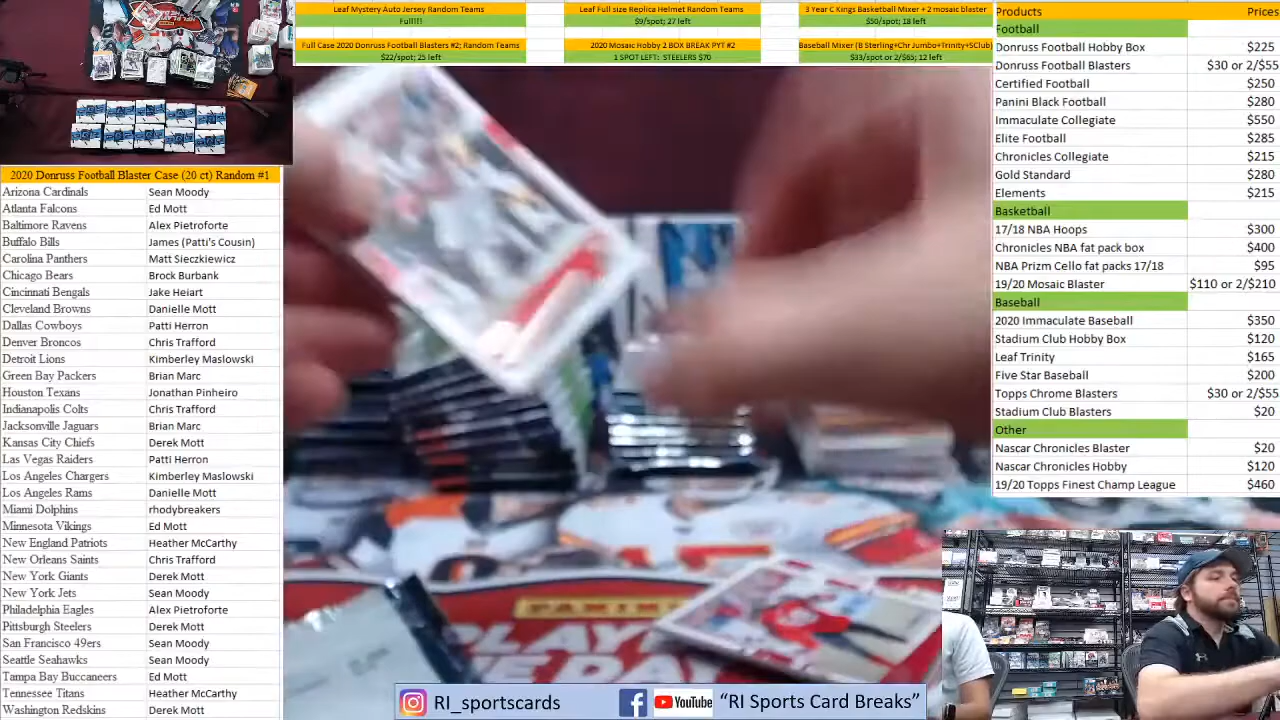 Leaf Mystery Auto Jersey Random Teams
Full!!!!
Leaf Full size Replica Helmet Random Teams
$9/spot; 27 left
3 Year C Kings Basketball Mixer + 2 mosaic blaster
$50/spot; 18 left
Full Case 2020 Donruss Football Blasters #2; Random Teams
$22/spot; 25 left
2020 Mosaic Hobby 2 BOX BREAK PYT #2
1 SPOT LEFT: STEELERS $70
Baseball Mixer (B Sterling+Chr Jumbo+Trinity+SClub)
$33/spot or 2/$65; 12 left
Products Prices
Football
Donruss Football Hobby Box $225
Donruss Football Blasters $30 or 2/$55
Certified Football $250
Panini Black Football $280
Immaculate Collegiate $550
Elite Football $285
Chronicles Collegiate $215
Gold Standard $280
Elements $215
Basketball
17/18 NBA Hoops $300
Chronicles NBA fat pack box $400
NBA Prizm Cello fat packs 17/18 $95
19/20 Mosaic Blaster $110 or 2/$210
Baseball
2020 Immaculate Baseball $350
Stadium Club Hobby Box $120
Leaf Trinity $165
Five Star Baseball $200
Topps Chrome Blasters $30 or 2/$55
Stadium Club Blasters $20
Other
Nascar Chronicles Blaster $20
Nascar Chronicles Hobby $120
19/20 Topps Finest Champ League $460
2020 Donruss Football Blaster Case (20 ct) Random #1
Arizona Cardinals Sean Moody
Atlanta Falcons Ed Mott
Baltimore Ravens Alex Pietroforte
Buffalo Bills James (Patti's Cousin)
Carolina Panthers Matt Sieczkiewicz
Chicago Bears Brock Burbank
Cincinnati Bengals Jake Heiart
Cleveland Browns Danielle Mott
Dallas Cowboys Patti Herron
Denver Broncos Chris Trafford
Detroit Lions Kimberley Maslowski
Green Bay Packers Brian Marc
Houston Texans Jonathan Pinheiro
Indianapolis Colts Chris Trafford
Jacksonville Jaguars Brian Marc
Kansas City Chiefs Derek Mott
Las Vegas Raiders Patti Herron
Los Angeles Chargers Kimberley Maslowski
Los Angeles Rams Danielle Mott
Miami Dolphins rhodybreakers
Minnesota Vikings Ed Mott
New England Patriots Heather McCarthy
New Orleans Saints Chris Trafford
New York Giants Derek Mott
New York Jets Sean Moody
Philadelphia Eagles Alex Pietroforte
Pittsburgh Steelers Derek Mott
San Francisco 49ers Sean Moody
Seattle Seahawks Sean Moody
Tampa Bay Buccaneers Ed Mott
Tennessee Titans Heather McCarthy
Washington Redskins Derek Mott
RI_sportscards YouTube "RI Sports Card Breaks"